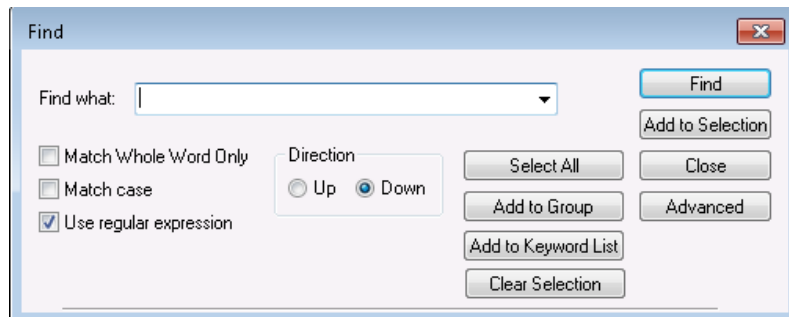 Find
Find what:
Find
Add to Selection
Match Whole Word Only
Direction
Select All
Close
Match case
Up
Down
Add to Group
Advanced
Use regular expression
Add to Keyword List
Clear Selection